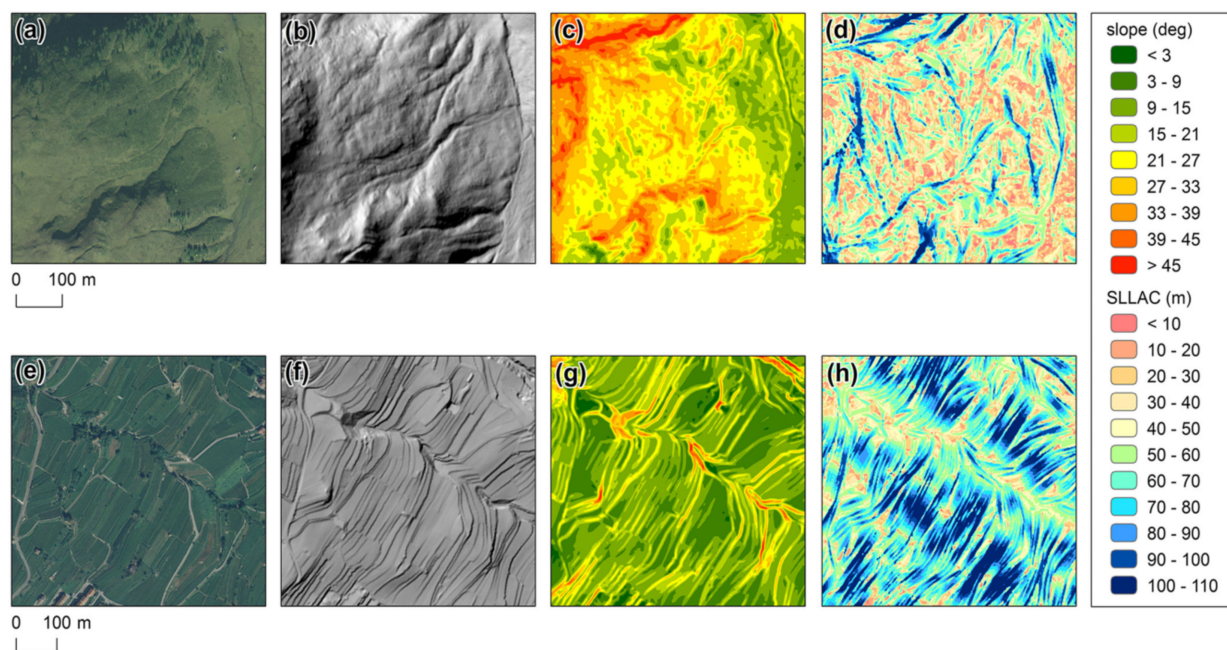 (a)
(b)
(c)
(d)
slope (deg)
< 3
3 - 9
9 - 15
15 - 21
21 - 27
27 - 33
33 - 39
39 - 45
> 45
SLLAC (m)
< 10
10 - 20
20 - 30
30 - 40
40 - 50
50 - 60
60 - 70
70 - 80
80 - 90
90 - 100
100 - 110
0 100 m
(e)
(f)
(g)
(h)
0 100 m